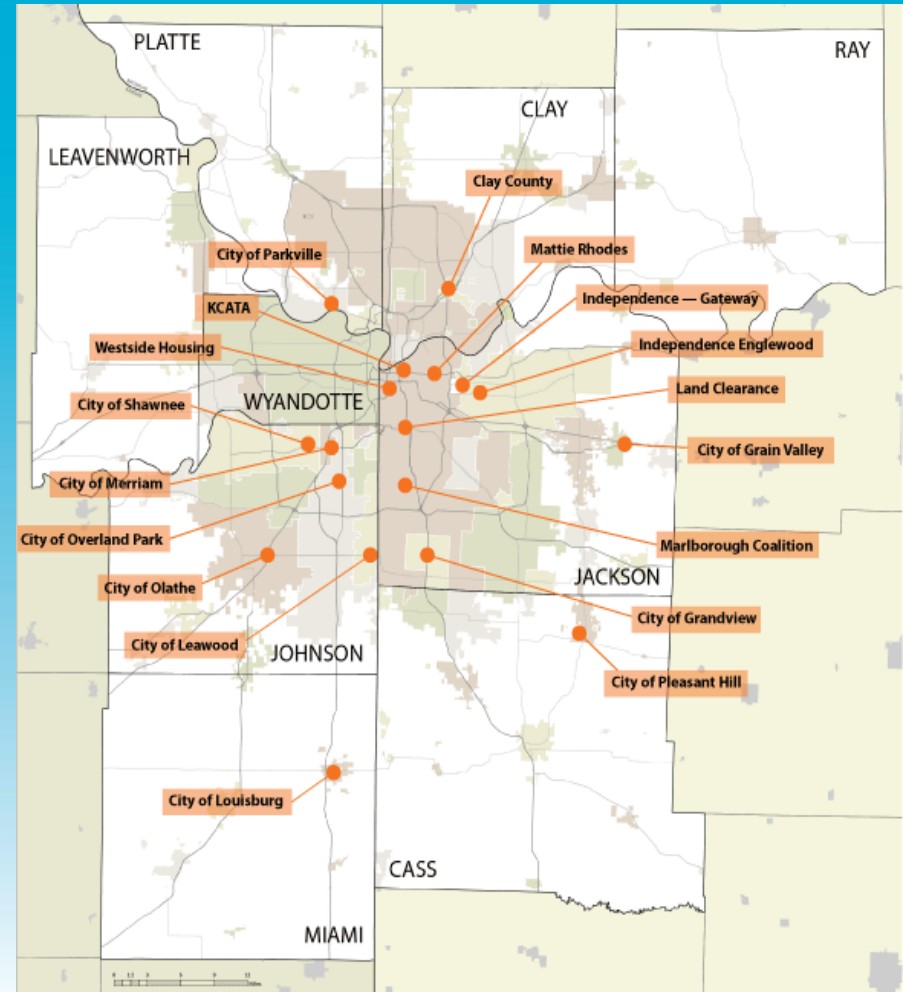 PLATTE
RAY
CLAY
LEAVENWORTH
Clay County
Mattie Rhodes
City of Parkville
Independence — Gateway
KCATA
Independence Englewood
Westside Housing
Land Clearance
WYANDOTTE
City of Shawnee
City of Grain Valley
City of Merriam
City of Overland Park
Marlborough Coalition
JACKSON
City of Olathe
City of Grandview
City of Leawood
JOHNSON
City of Pleasant Hill
City of Louisburg
CASS
MIAMI